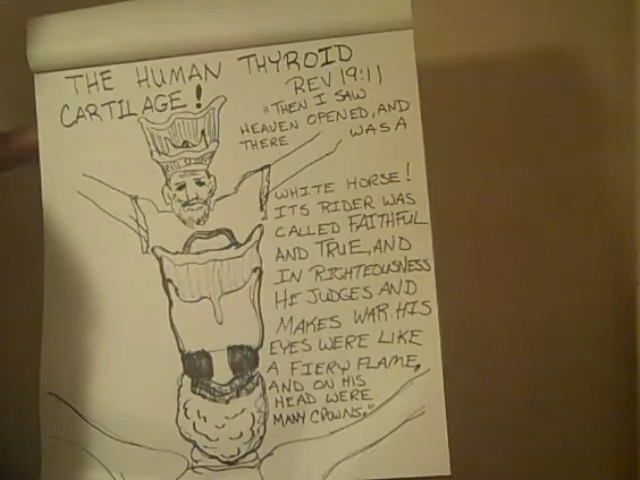 THE HUMAN THYROID
CARTILAGE!
REV 19:11
"THEN I SAW
HEAVEN OPENED, AND
THERE WAS A
WHITE HORSE!
ITS RIDER WAS
CALLED FAITHFUL
AND TRUE, AND
IN RIGHTEOUSNESS
HE JUDGES AND
MAKES WAR. HIS
EYES WERE LIKE
A FIERY FLAME,
AND ON HIS
HEAD WERE
MANY CROWNS."